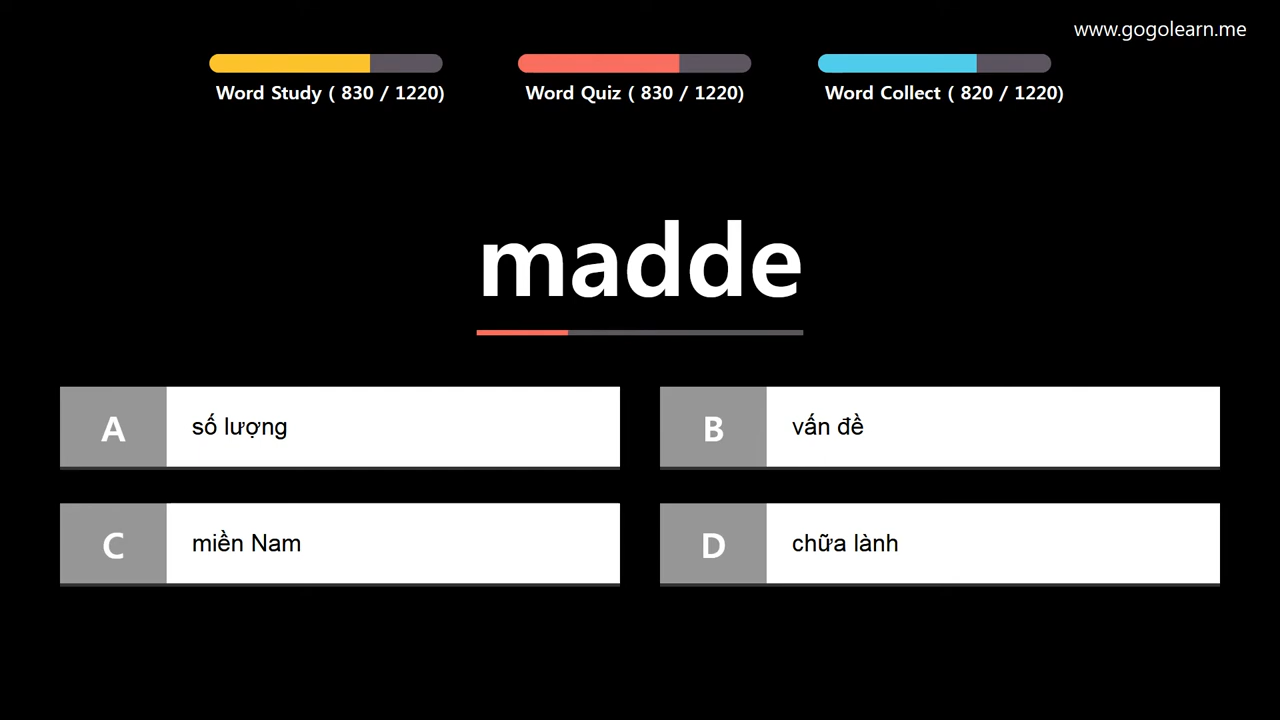 www.gogolearn.me
Word Study ( 830 / 1220)
Word Quiz ( 830 / 1220)
Word Collect ( 820 / 1220)
madde
A số lượng
B vấn đề
C miền Nam
D chữa lành